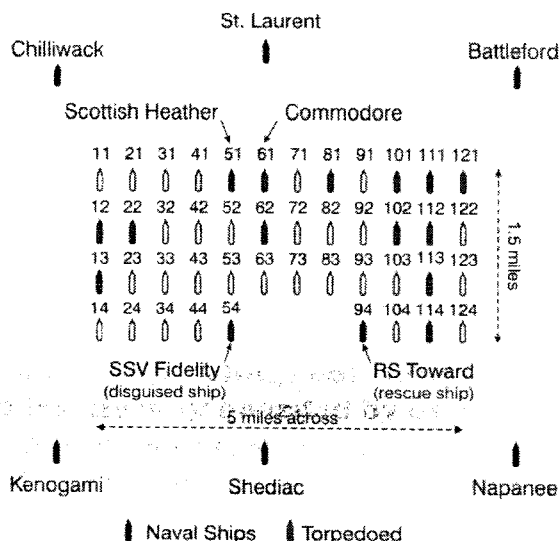 St. Laurent
Chilliwack
Battleford
Scottish Heather Commodore
11 21 31 41 51 61 71 81 91 101 111 121
12 22 32 42 52 62 72 82 92 102 112 122
13 23 33 43 53 63 73 83 93 103 113 123
14 24 34 44 54 94 104 114 124
1.5 miles
SSV Fidelity RS Toward
(disguised ship) (rescue ship)
5 miles across
Kenogami Shediac Napanee
Naval Ships Torpedoed